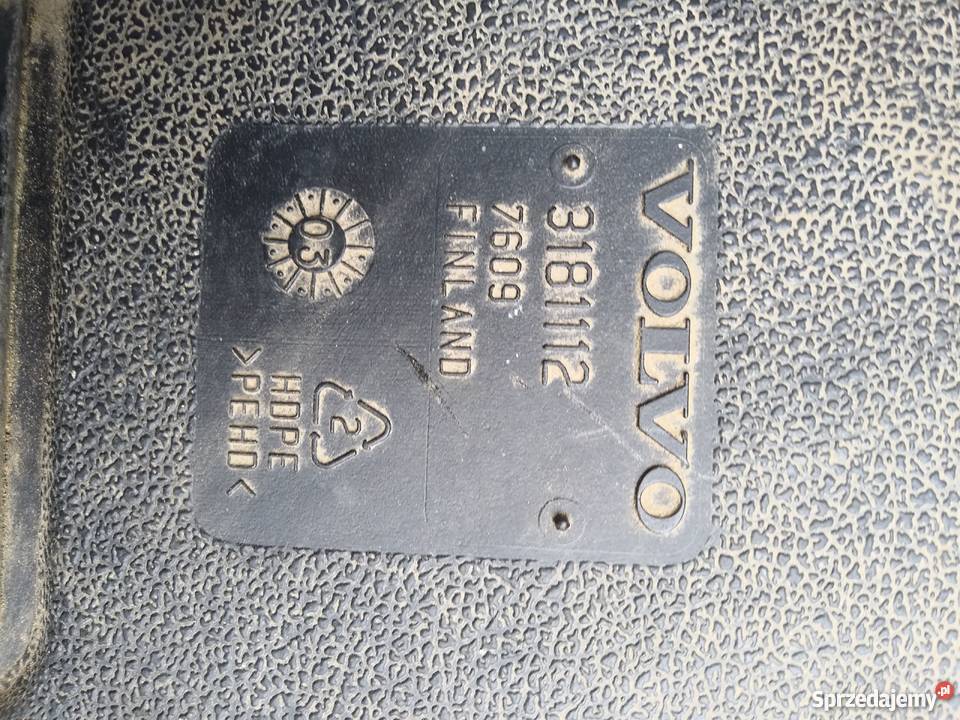 VOLVO
3181112
7609
FINLAND
03
2
HDPE
>PEHD<
Sprzedajemy.pl